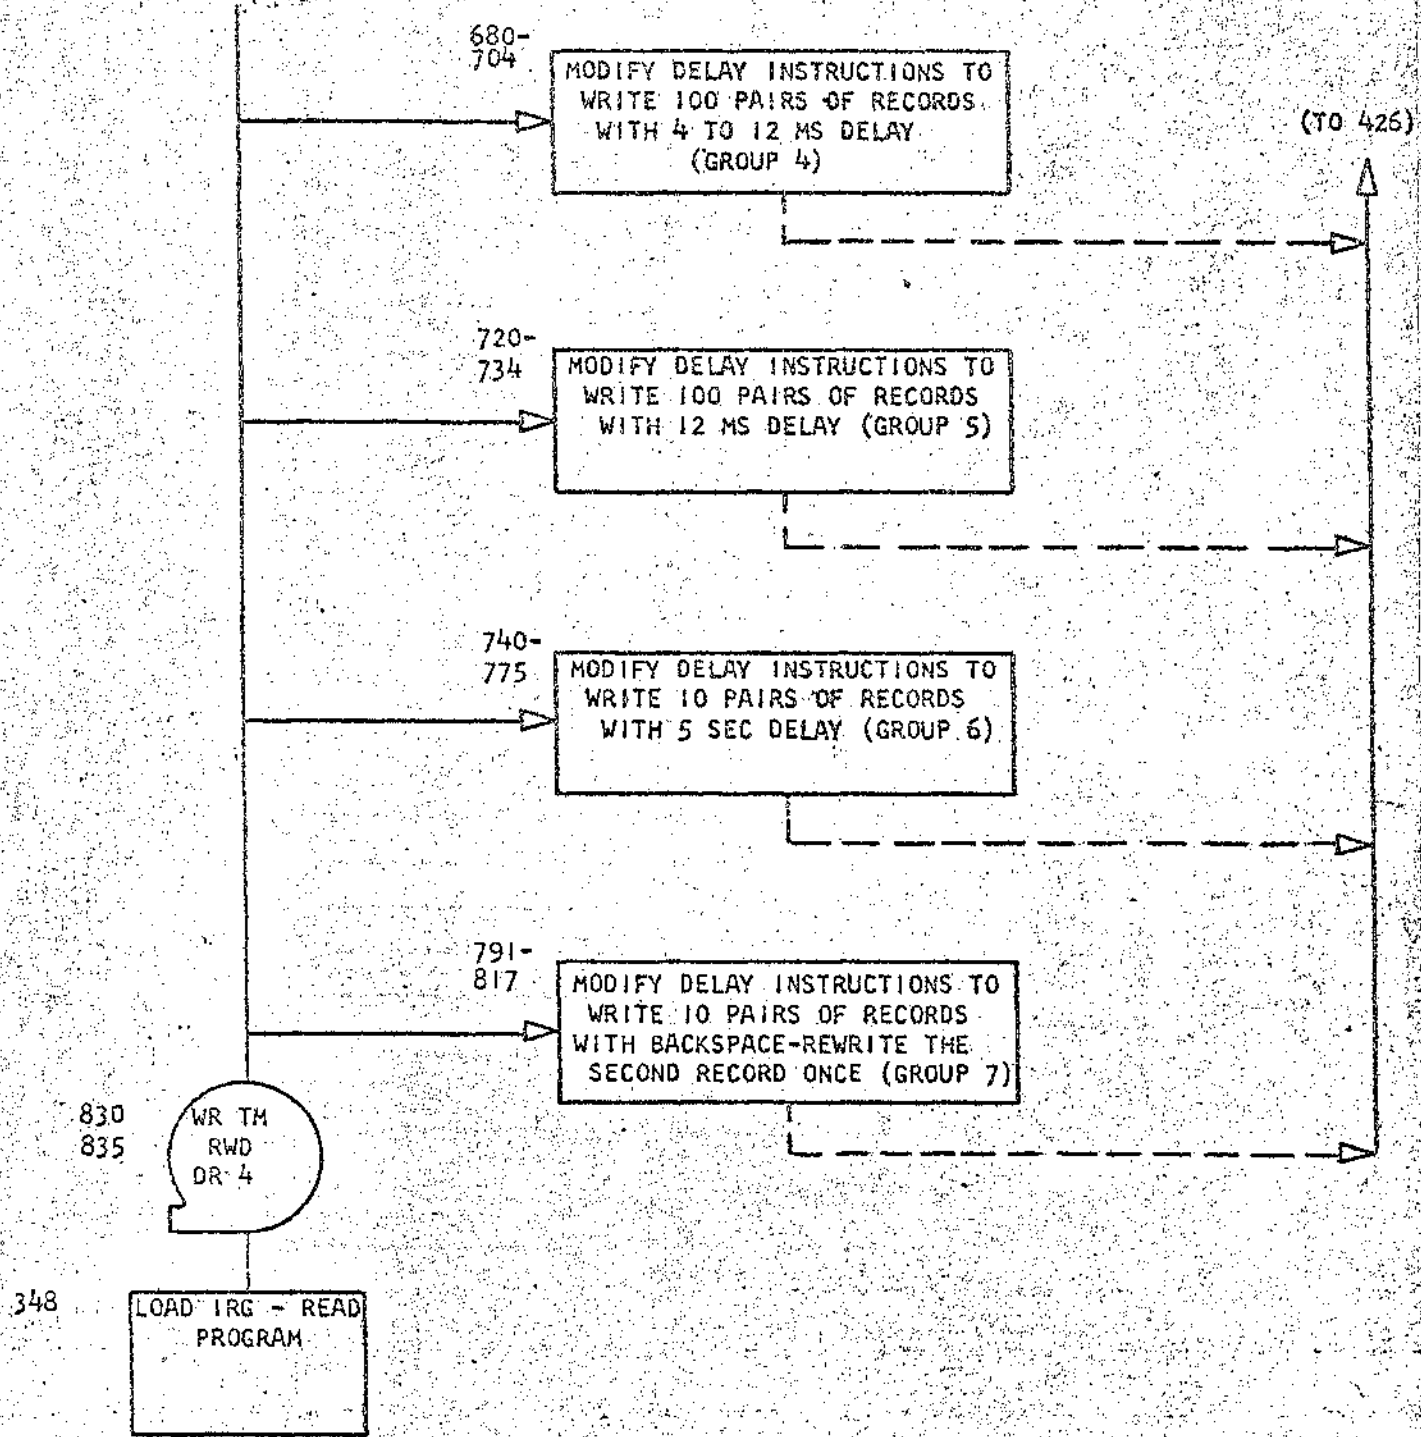 680-
704
MODIFY DELAY INSTRUCTIONS TO
WRITE 100 PAIRS OF RECORDS
WITH 4 TO 12 MS DELAY
(GROUP 4)
(TO 426)
720-
734
MODIFY DELAY INSTRUCTIONS TO
WRITE 100 PAIRS OF RECORDS
WITH 12 MS DELAY (GROUP 5)
740-
775
MODIFY DELAY INSTRUCTIONS TO
WRITE 10 PAIRS OF RECORDS
WITH 5 SEC DELAY (GROUP 6)
791-
817
MODIFY DELAY INSTRUCTIONS TO
WRITE 10 PAIRS OF RECORDS
WITH BACKSPACE-REWRITE THE
SECOND RECORD ONCE (GROUP 7)
830
835
WR TM
RWD
DR 4
348
LOAD IRG - READ
PROGRAM